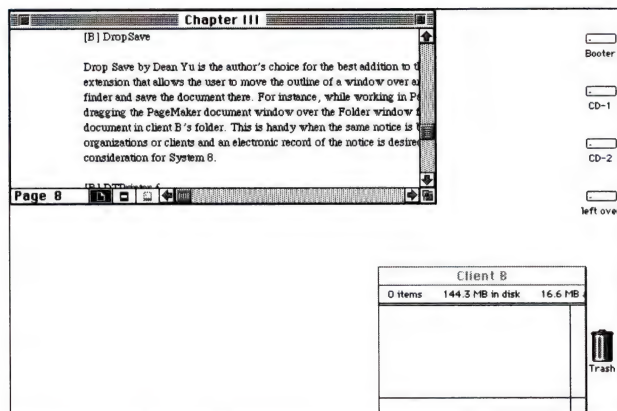 Chapter III
[B] DropSave
Drop Save by Dean Yu is the author's choice for the best addition to
extension that allows the user to move the outline of a window over
finder and save the document there. For instance, while working in
dragging the PageMaker document window over the Folder window
document in client B's folder. This is handy when the same notice is
organizations or clients and an electronic record of the notice is desired
consideration for System 8.
Page 8
Booter
CD-1
CD-2
left ove
Client B
0 items 144.3 MB in disk 16.6 MB
Trash